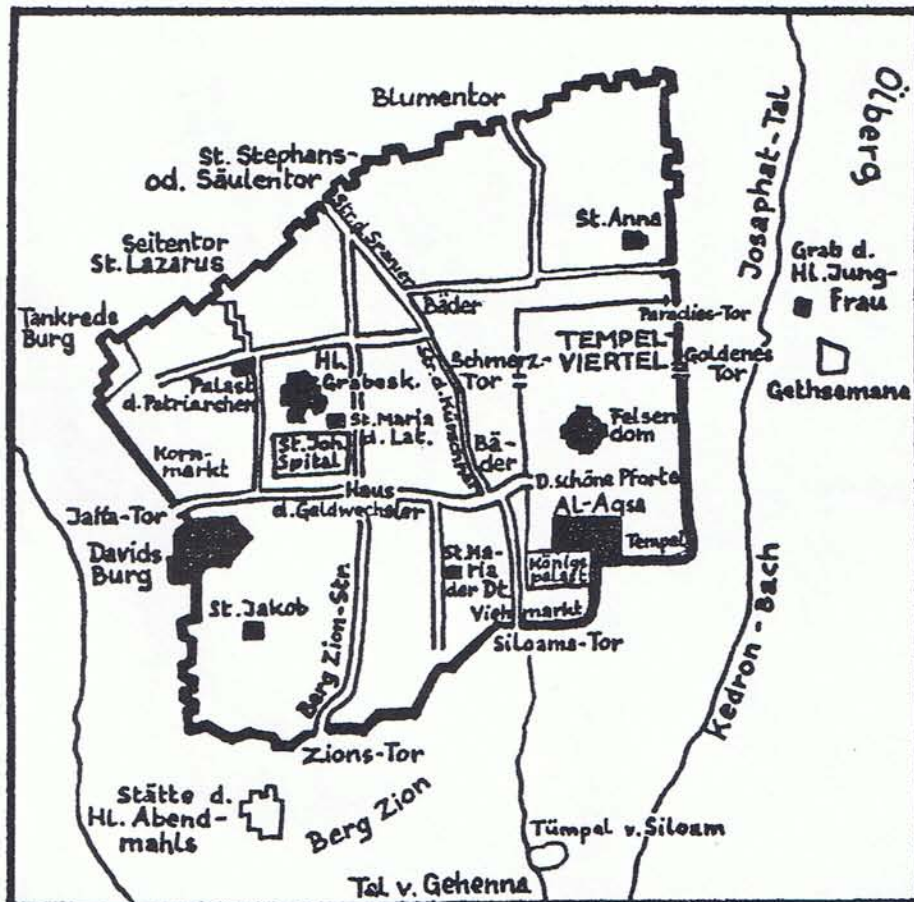 Ölberg
Josaphat-Tal
Blumentor
St. Stephans-
od. Säulentor
Str. d. Spanier
St. Anna
Seitentor
St. Lazarus
Grab d.
Hl. Jung-
frau
Tankreds
Burg
Bäder
Paradies-Tor
TEMPEL-
VIERTEL
Schmerz-
Tor
Goldenes
Tor
Gethsemane
Palast
d. Patriarchen
Hl.
Grabesk.
St. Maria
d. Lat.
St. Joh.
Spital
Str. d. Kürschner
Felsen
dom
Bä-
der
Korn-
markt
D. schöne Pforte
Haus
d. Geldwechsler
Al-Aqsa
Jaffa-Tor
Davids
Burg
Tempel
Königs
palast
St. Ma-
ria
der Dt.
St. Jakob
Viehmarkt
Siloams-Tor
Berg Zion-Str.
Kedron-Bach
Zions-Tor
Stätte d.
Hl. Abend-
mahls
Berg Zion
Tümpel v. Siloam
Tal v. Gehenna